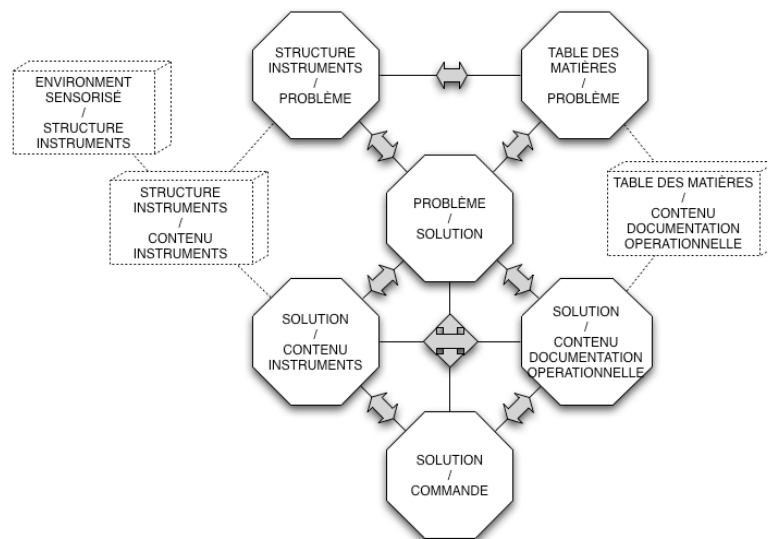 STRUCTURE
INSTRUMENTS
/
PROBLÈME
TABLE DES
MATIÈRES
/
PROBLÈME
ENVIRONMENT
SENSORISÉ
/
STRUCTURE
INSTRUMENTS
STRUCTURE
INSTRUMENTS
/
CONTENU
INSTRUMENTS
PROBLÈME
/
SOLUTION
TABLE DES MATIÈRES
/
CONTENU
DOCUMENTATION
OPERATIONNELLE
SOLUTION
/
CONTENU
INSTRUMENTS
SOLUTION
/
CONTENU
DOCUMENTATION
OPERATIONNELLE
SOLUTION
/
COMMANDE